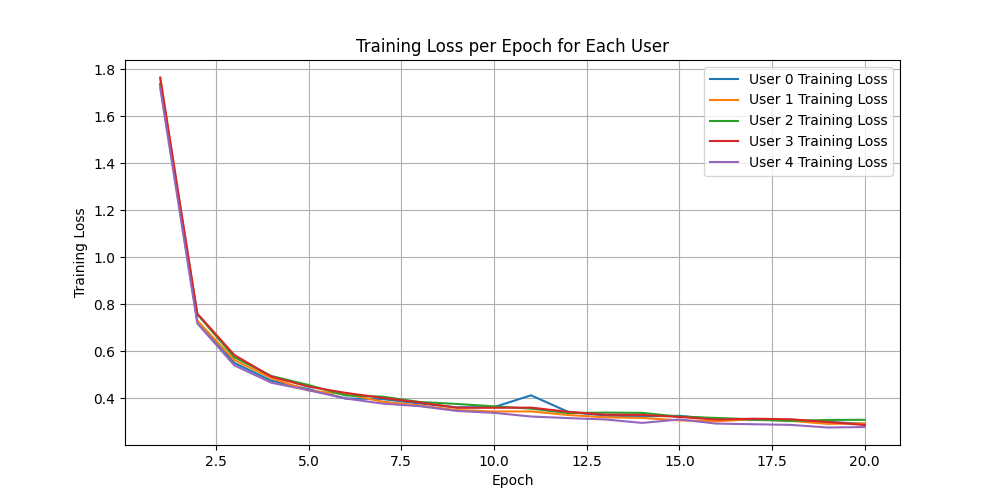 Training Loss per Epoch for Each User
User 0 Training Loss
User 1 Training Loss
User 2 Training Loss
User 3 Training Loss
User 4 Training Loss
Training Loss
1.8
1.6
1.4
1.2
1.0
0.8
0.6
0.4
2.5 5.0 7.5 10.0 12.5 15.0 17.5 20.0
Epoch